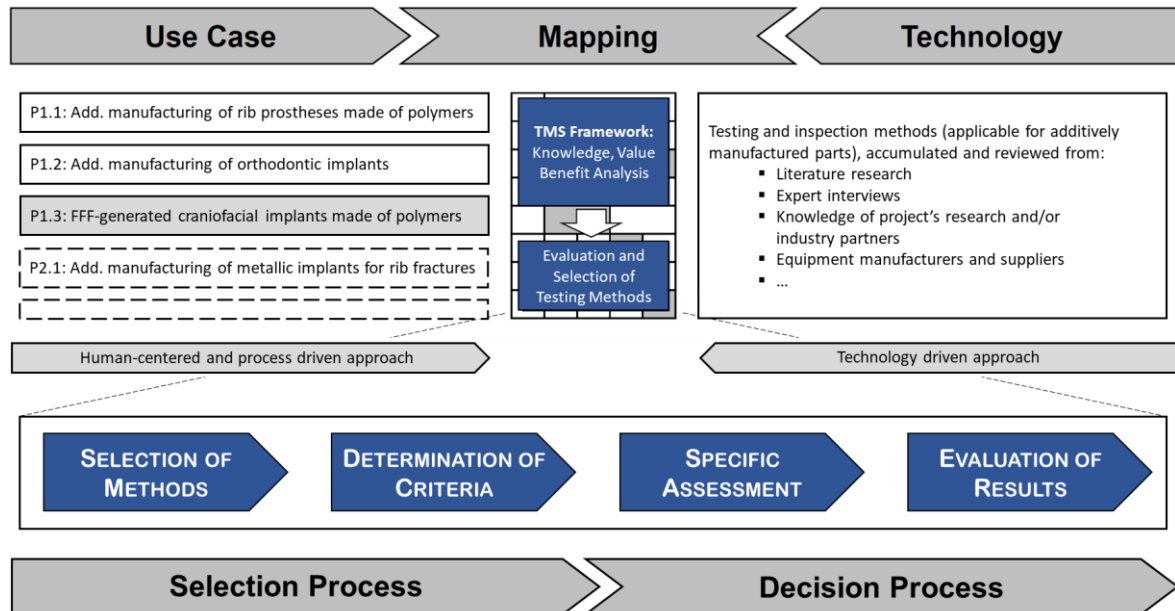 Use Case
Mapping
Technology
P1.1: Add. manufacturing of rib prostheses made of polymers
P1.2: Add. manufacturing of orthodontic implants
P1.3: FFF-generated craniofacial implants made of polymers
P2.1: Add. manufacturing of metallic implants for rib fractures
TMS Framework:
Knowledge, Value
Benefit Analysis
Evaluation and
Selection of
Testing Methods
Testing and inspection methods (applicable for additively
manufactured parts), accumulated and reviewed from:
▪ Literature research
▪ Expert interviews
▪ Knowledge of project's research and/or
industry partners
▪ Equipment manufacturers and suppliers
▪ ...
Human-centered and process driven approach
Technology driven approach
SELECTION OF
METHODS
DETERMINATION OF
CRITERIA
SPECIFIC
ASSESSMENT
EVALUATION OF
RESULTS
Selection Process
Decision Process